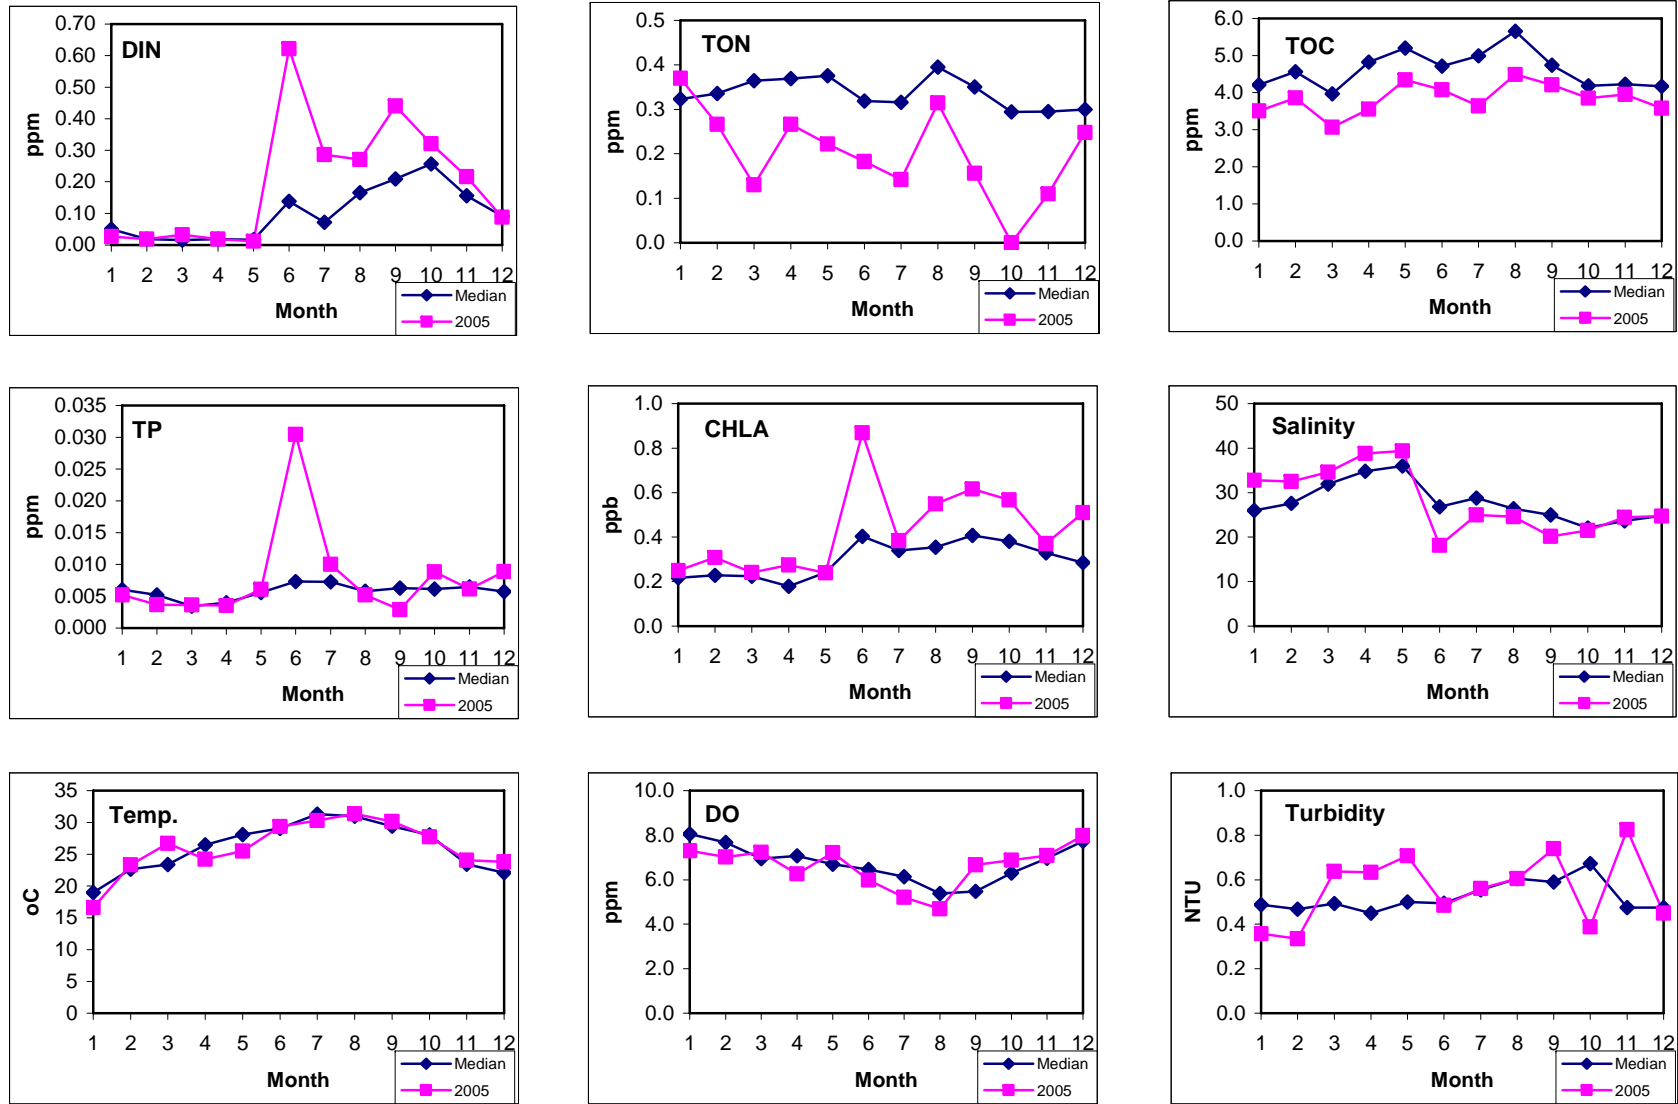 DIN
ppm
0.70
0.60
0.50
0.40
0.30
0.20
0.10
0.00
1 2 3 4 5 6 7 8 9 10 11 12
Month
Median
2005
TON
ppm
0.5
0.4
0.3
0.2
0.1
0.0
1 2 3 4 5 6 7 8 9 10 11 12
Month
Median
2005
TOC
ppm
6.0
5.0
4.0
3.0
2.0
1.0
0.0
1 2 3 4 5 6 7 8 9 10 11 12
Month
Median
2005
TP
ppm
0.035
0.030
0.025
0.020
0.015
0.010
0.005
0.000
1 2 3 4 5 6 7 8 9 10 11 12
Month
Median
2005
CHLA
ppb
1.0
0.8
0.6
0.4
0.2
0.0
1 2 3 4 5 6 7 8 9 10 11 12
Month
Median
2005
Salinity
50
40
30
20
10
0
1 2 3 4 5 6 7 8 9 10 11 12
Month
Median
2005
Temp.
oC
35
30
25
20
15
10
5
0
1 2 3 4 5 6 7 8 9 10 11 12
Month
Median
2005
DO
ppm
10.0
8.0
6.0
4.0
2.0
0.0
1 2 3 4 5 6 7 8 9 10 11 12
Month
Median
2005
Turbidity
NTU
1.0
0.8
0.6
0.4
0.2
0.0
1 2 3 4 5 6 7 8 9 10 11 12
Month
Median
2005